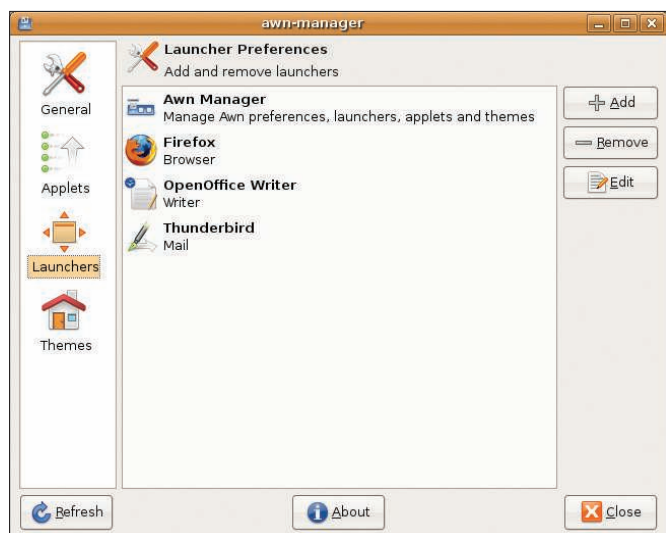 awn-manager
General
Applets
Launchers
Themes
Launcher Preferences
Add and remove launchers
Awn Manager
Manage Awn preferences, launchers, applets and themes
Firefox
Browser
OpenOffice Writer
Writer
Thunderbird
Mail
Add
Remove
Edit
Refresh
About
Close